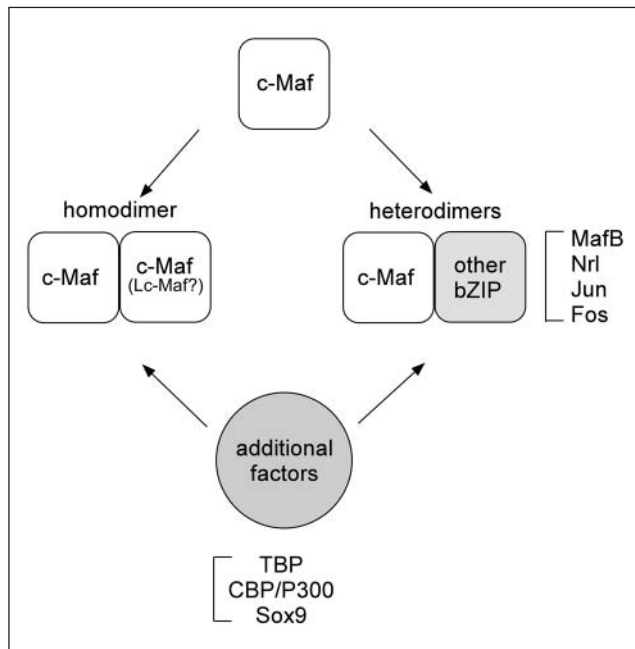 c-Maf
homodimer
heterodimers
c-Maf
c-Maf
(Lc-Maf?)
c-Maf
other
bZIP
MafB
Nrl
Jun
Fos
additional
factors
TBP
CBP/P300
Sox9